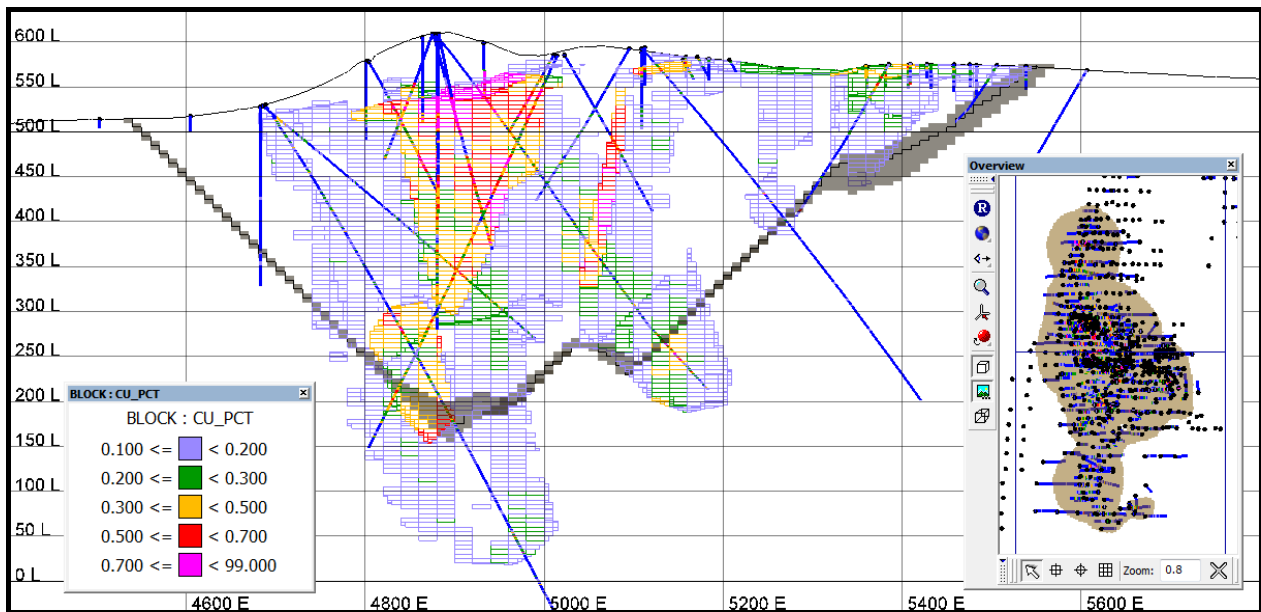 600 L
550 L
500 L
450 L
400 L
350 L
300 L
250 L
200 L
150 L
100 L
50 L
0 L
4600 E
4800 E
5000 E
5200 E
5400 E
5600 E
BLOCK : CU_PCT
BLOCK : CU_PCT
0.100 <= < 0.200
0.200 <= < 0.300
0.300 <= < 0.500
0.500 <= < 0.700
0.700 <= < 99.000
Overview
R
Zoom: 0.8